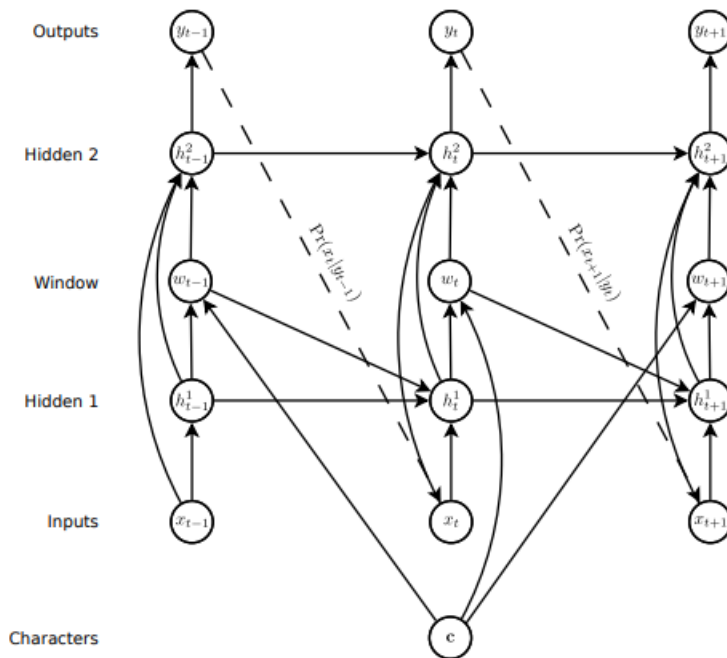 Outputs y_{t−1} y_t y_{t+1}
Hidden 2 h^2_{t−1} h^2_t h^2_{t+1}
Pr(x_t|y_{t−1}) Pr(x_{t+1}|y_t)
Window w_{t−1} w_t w_{t+1}
Hidden 1 h^1_{t−1} h^1_t h^1_{t+1}
Inputs x_{t−1} x_t x_{t+1}
Characters c